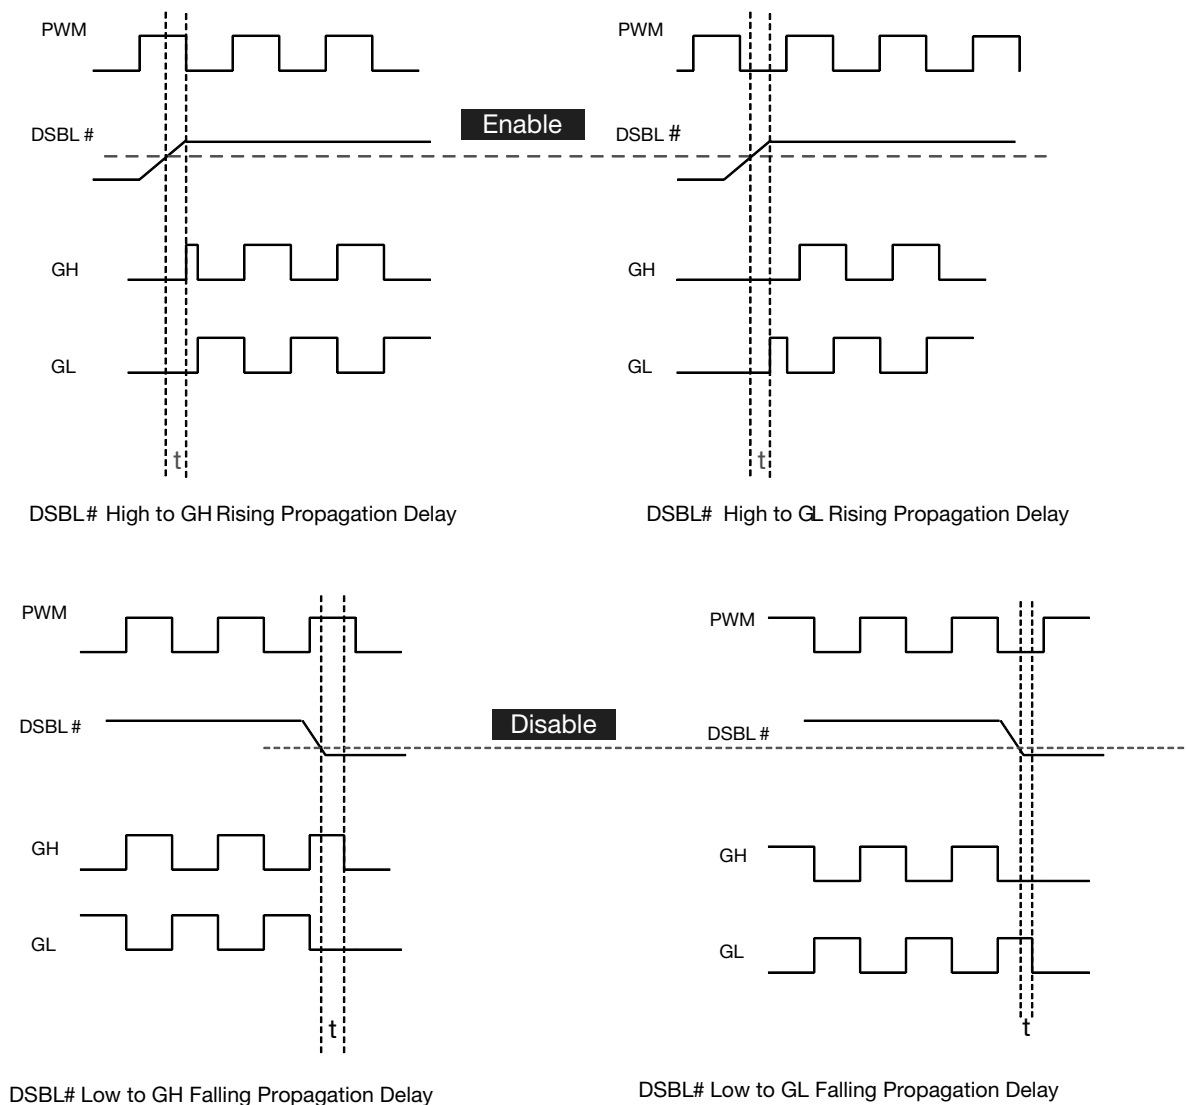 PWM
DSBL #
Enable
GH
GL
t
DSBL# High to GH Rising Propagation Delay
PWM
DSBL #
GH
GL
t
DSBL# High to GL Rising Propagation Delay
PWM
DSBL #
Disable
GH
GL
t
DSBL# Low to GH Falling Propagation Delay
PWM
DSBL #
GH
GL
t
DSBL# Low to GL Falling Propagation Delay